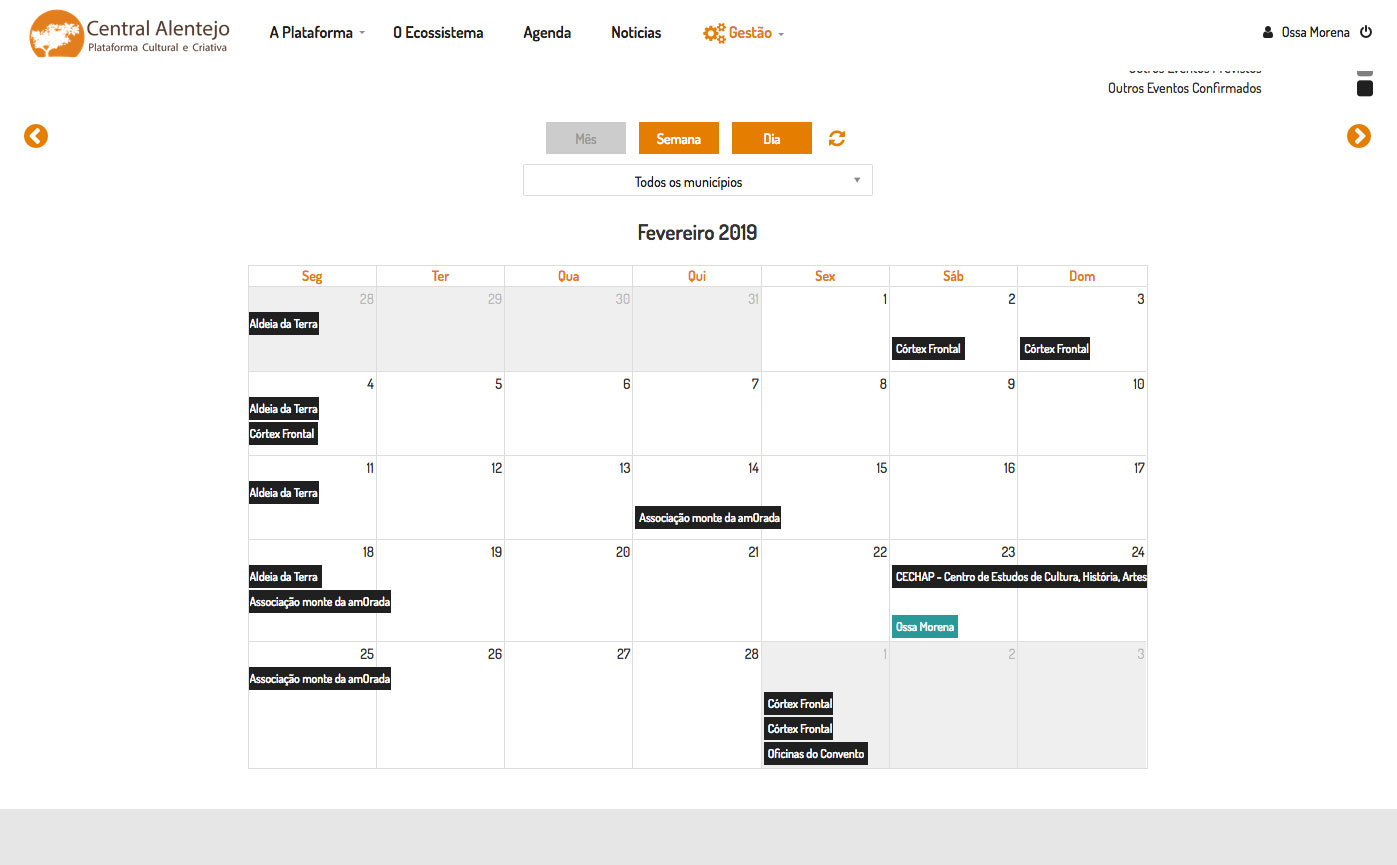 Central Alentejo
Plataforma Cultural e Criativa
A Plataforma
O Ecossistema
Agenda
Noticias
Gestão
Ossa Morena
Outros Eventos Previstos
Outros Eventos Confirmados
Mês Semana Dia
Todos os municípios
Fevereiro 2019
Seg Ter Qua Qui Sex Sáb Dom
28 29 30 31 1 2 3
Aldeia da Terra
Córtex Frontal Córtex Frontal
4 5 6 7 8 9 10
Aldeia da Terra
Córtex Frontal
11 12 13 14 15 16 17
Aldeia da Terra
Associação monte da amOrada
18 19 20 21 22 23 24
Aldeia da Terra CECHAP - Centro de Estudos de Cultura, História, Artes
Associação monte da amOrada
Ossa Morena
25 26 27 28 1 2 3
Associação monte da amOrada
Córtex Frontal
Córtex Frontal
Oficinas do Convento